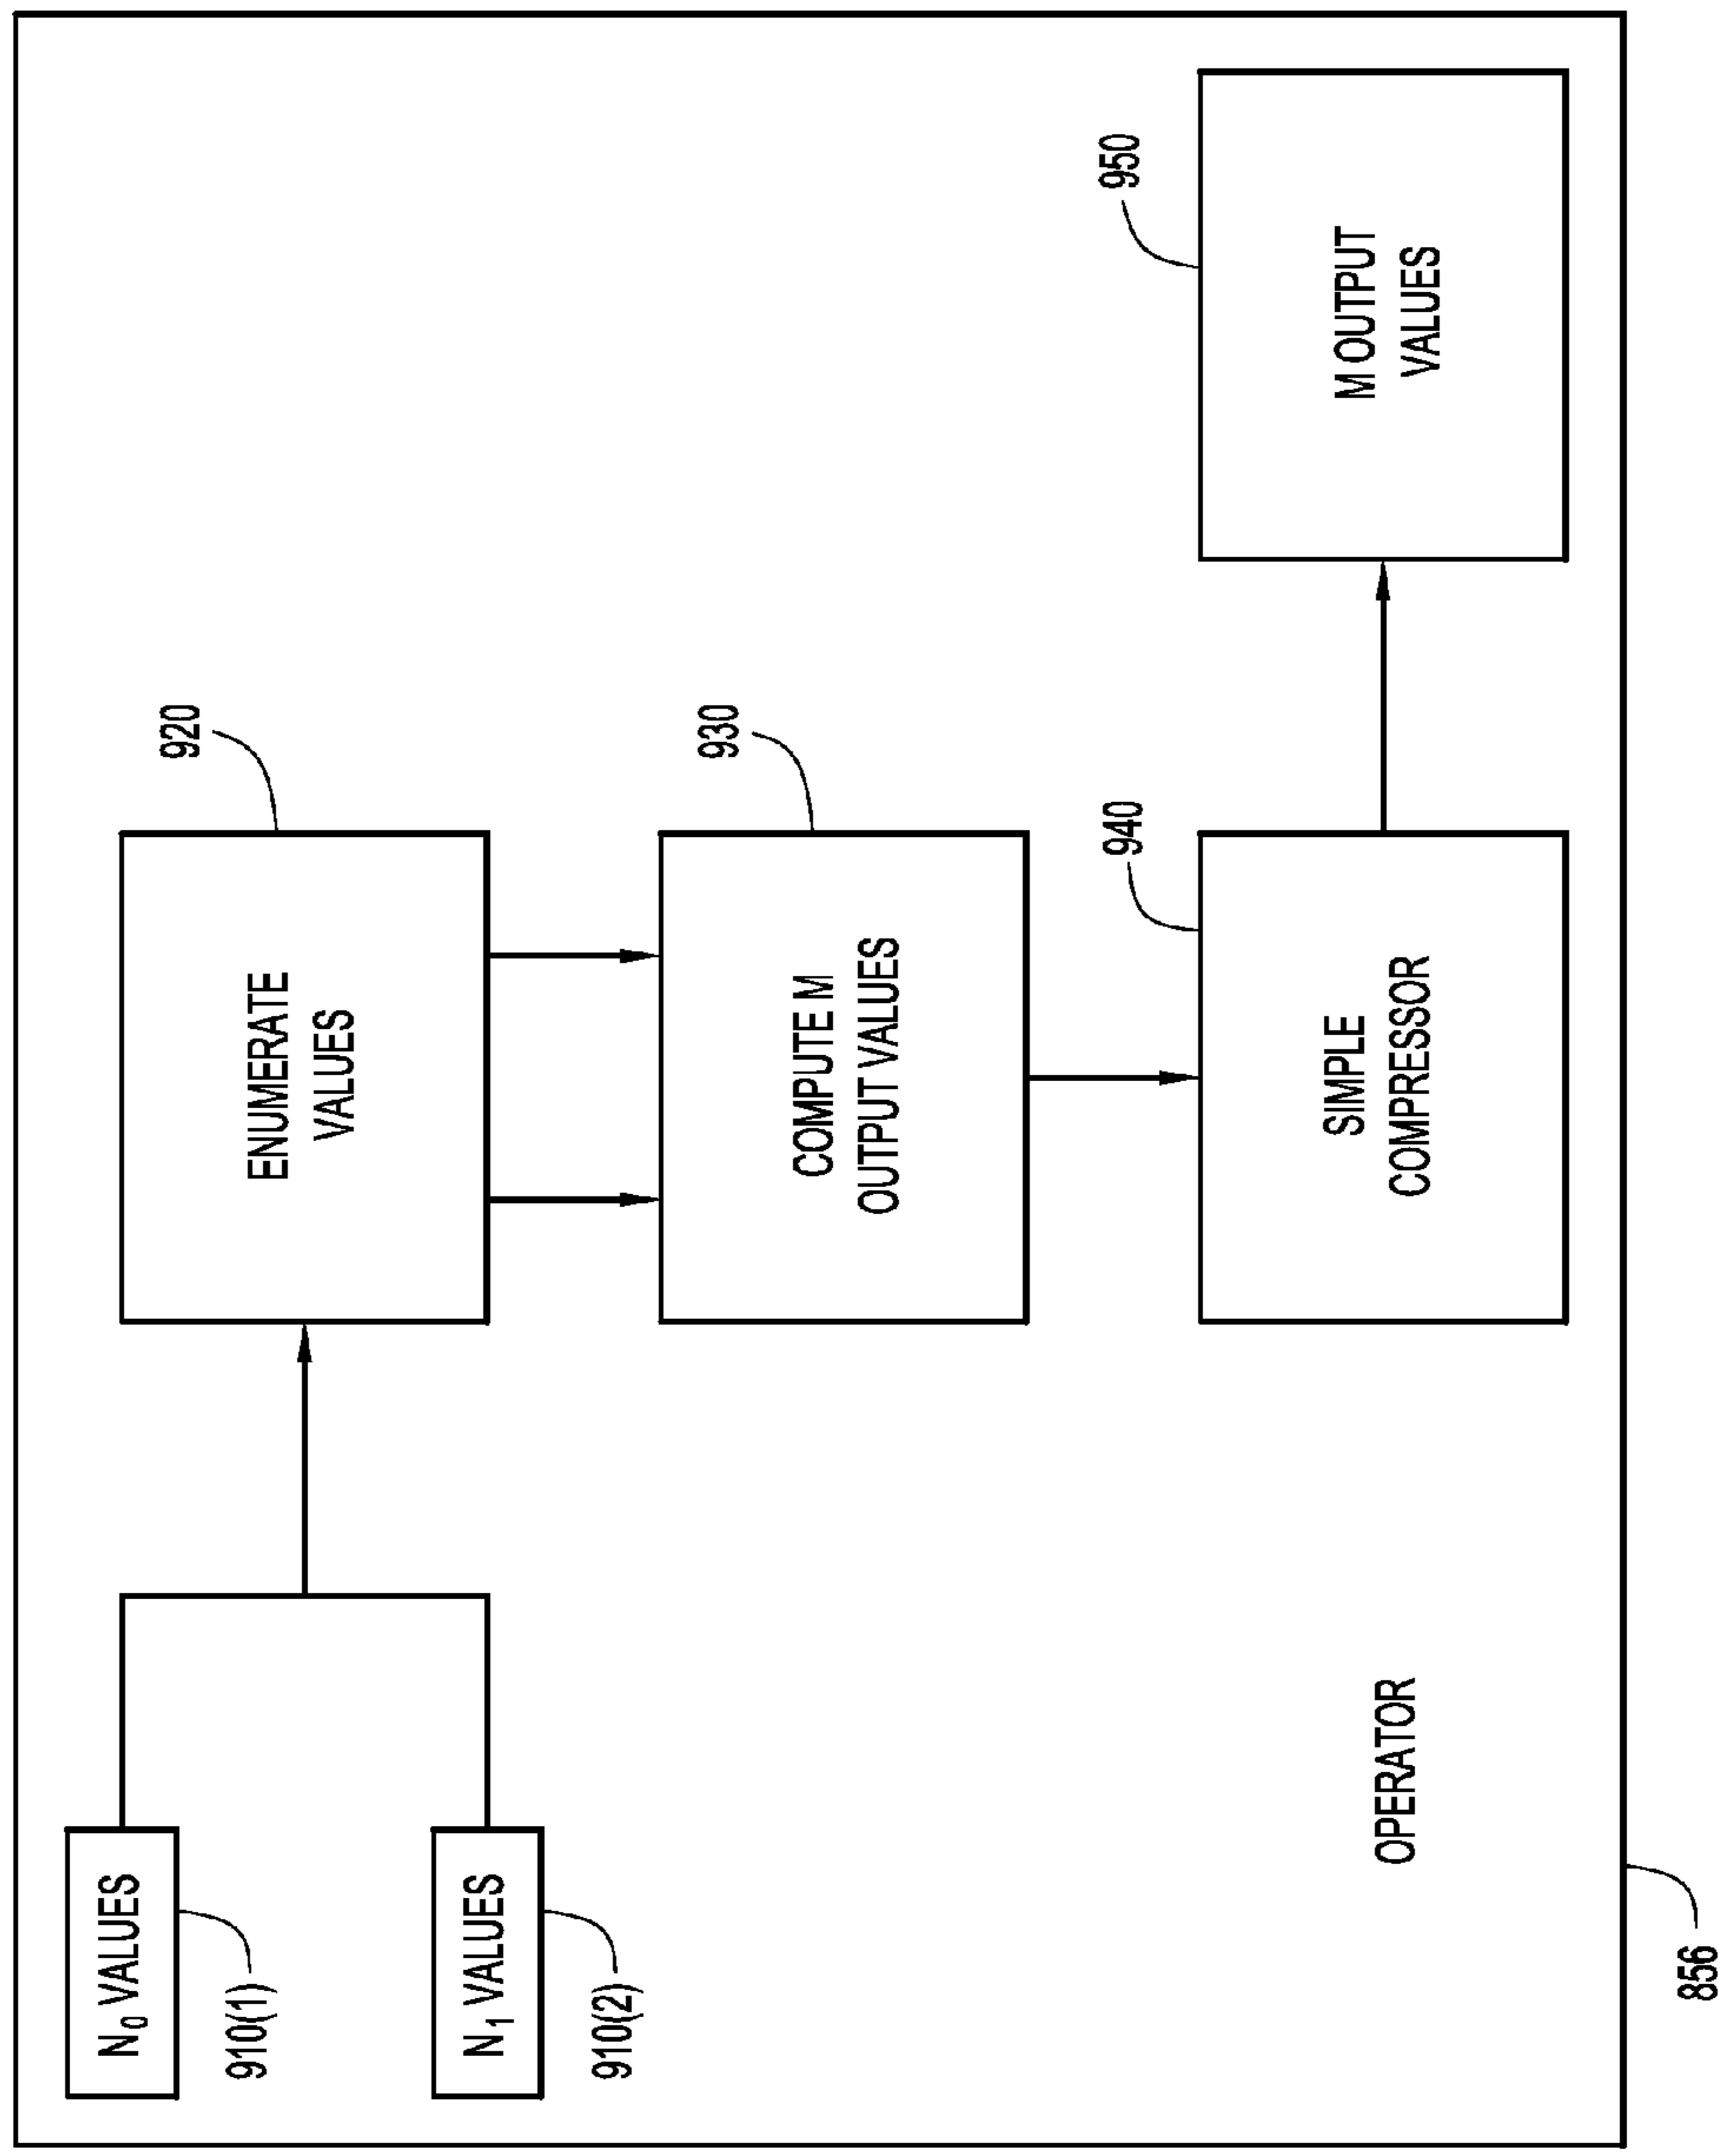 N0 VALUES
910(1)
N1 VALUES
910(2)
ENUMERATE
VALUES
920
COMPUTE M
OUTPUT VALUES
930
SIMPLE
COMPRESSOR
940
M OUTPUT
VALUES
950
OPERATOR
856